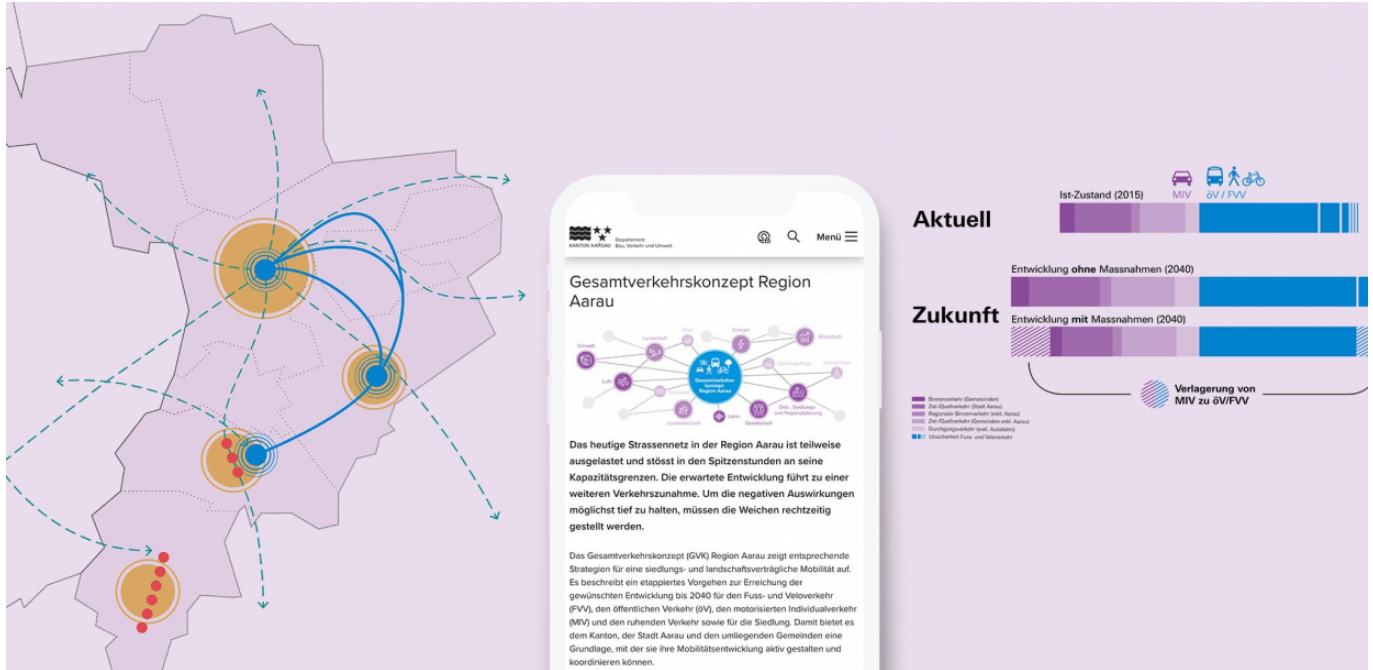 KANTON AARGAU
Departement
Bau, Verkehr und Umwelt
Menü
Gesamtverkehrskonzept Region
Aarau
Umwelt
Landschaft
Stadt
Energie
Wirtschaft
Luft
Gesamtverkehrs-
konzept
Region Aarau
Landwirtschaft
Lärm
Gesellschaft
Orts-, Siedlungs-
und Regionalplanung
Das heutige Strassennetz in der Region Aarau ist teilweise
ausgelastet und stösst in den Spitzenstunden an seine
Kapazitätsgrenzen. Die erwartete Entwicklung führt zu einer
weiteren Verkehrszunahme. Um die negativen Auswirkungen
möglichst tief zu halten, müssen die Weichen rechtzeitig
gestellt werden.
Das Gesamtverkehrskonzept (GVK) Region Aarau zeigt entsprechende
Strategien für eine siedlungs- und landschaftsverträgliche Mobilität auf.
Es beschreibt ein etappiertes Vorgehen zur Erreichung der
gewünschten Entwicklung bis 2040 für den Fuss- und Veloverkehr
(FVV), den öffentlichen Verkehr (öV), den motorisierten Individualverkehr
(MIV) und den ruhenden Verkehr sowie für die Siedlung. Damit bietet es
dem Kanton, der Stadt Aarau und den umliegenden Gemeinden eine
Grundlage, mit der sie ihre Mobilitätsentwicklung aktiv gestalten und
koordinieren können.
Aktuell
Ist-Zustand (2015)
MIV
öV / FVV
Zukunft
Entwicklung ohne Massnahmen (2040)
Entwicklung mit Massnahmen (2040)
Verlagerung von
MIV zu öV/FVV
Binnenverkehr (Gemeinden)
Ziel-/Quellverkehr (Stadt Aarau)
Regionaler Binnenverkehr (exkl. Aarau)
Ziel-/Quellverkehr (Gemeinden exkl. Aarau)
Durchgangsverkehr (exkl. Autobahn)
Unsicherheit Fuss- und Veloverkehr